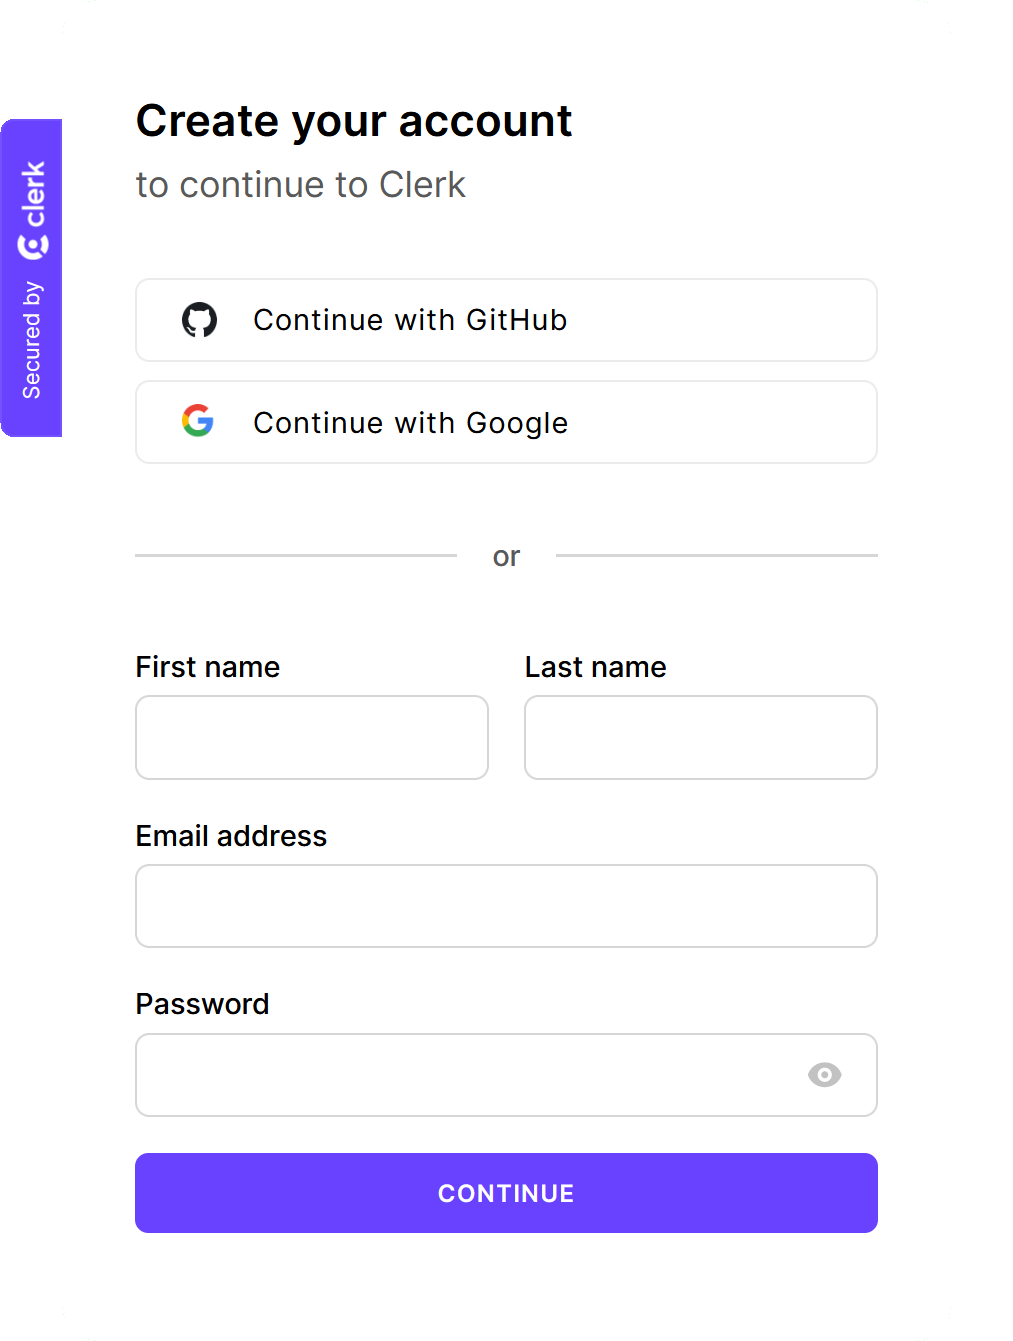 Create your account
to continue to Clerk
Secured by clerk
Continue with GitHub
Continue with Google
or
First name
Last name
Email address
Password
CONTINUE